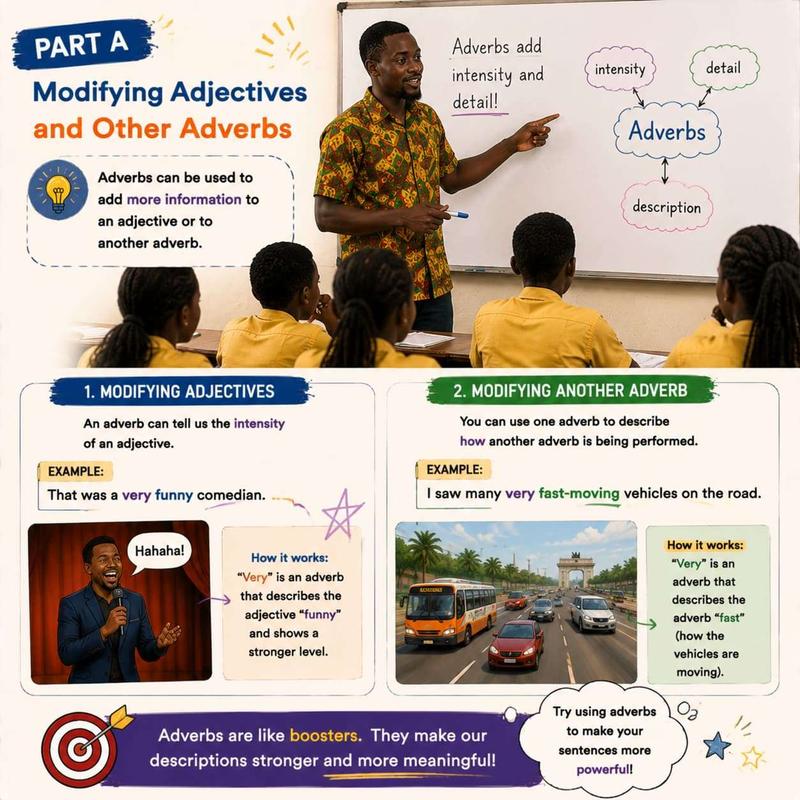 PART A
Modifying Adjectives
and Other Adverbs
Adverbs can be used to
add more information to
an adjective or to
another adverb.
Adverbs add
intensity and
detail!
intensity
detail
Adverbs
description
1. MODIFYING ADJECTIVES
An adverb can tell us the intensity
of an adjective.
EXAMPLE:
That was a very funny comedian.
Hahaha!
How it works:
"Very" is an adverb
that describes the
adjective "funny"
and shows a
stronger level.
2. MODIFYING ANOTHER ADVERB
You can use one adverb to describe
how another adverb is being performed.
EXAMPLE:
I saw many very fast-moving vehicles on the road.
How it works:
"Very" is an
adverb that
describes the
adverb "fast"
(how the
vehicles are
moving).
Adverbs are like boosters. They make our
descriptions stronger and more meaningful!
Try using adverbs
to make your
sentences more
powerful!